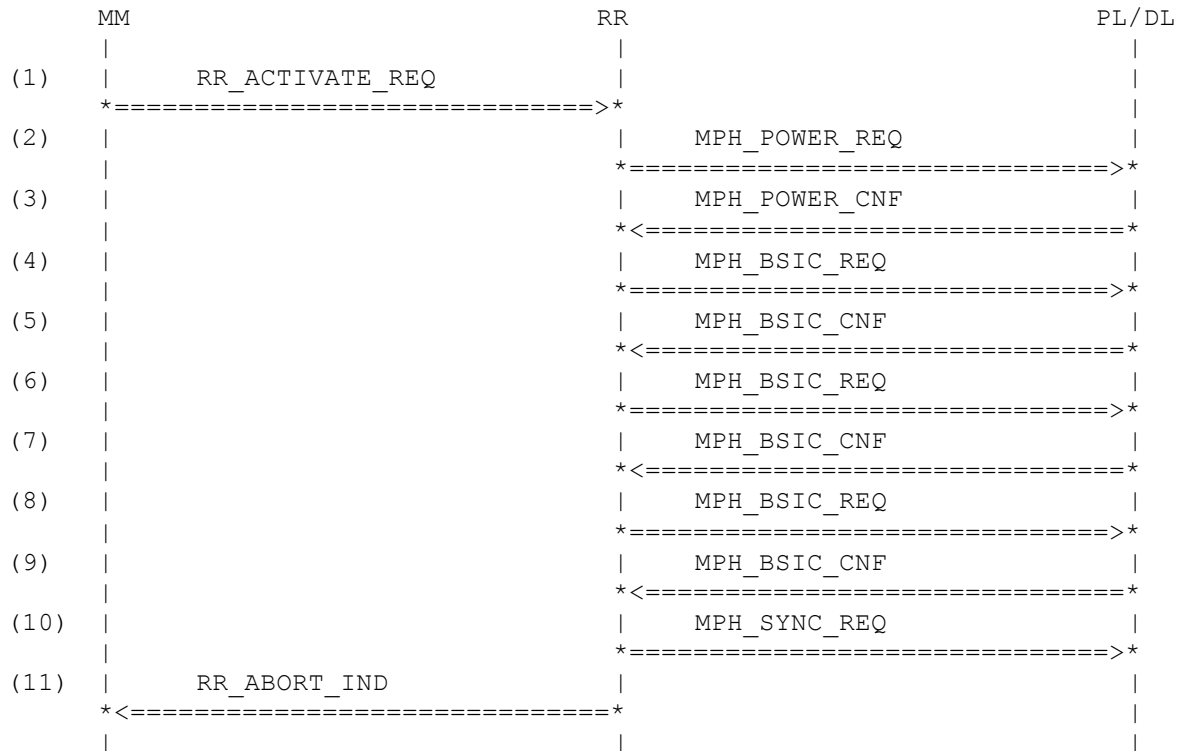 MM RR PL/DL
(1) RR_ACTIVATE_REQ
(2) MPH_POWER_REQ
(3) MPH_POWER_CNF
(4) MPH_BSIC_REQ
(5) MPH_BSIC_CNF
(6) MPH_BSIC_REQ
(7) MPH_BSIC_CNF
(8) MPH_BSIC_REQ
(9) MPH_BSIC_CNF
(10) MPH_SYNC_REQ
(11) RR_ABORT_IND